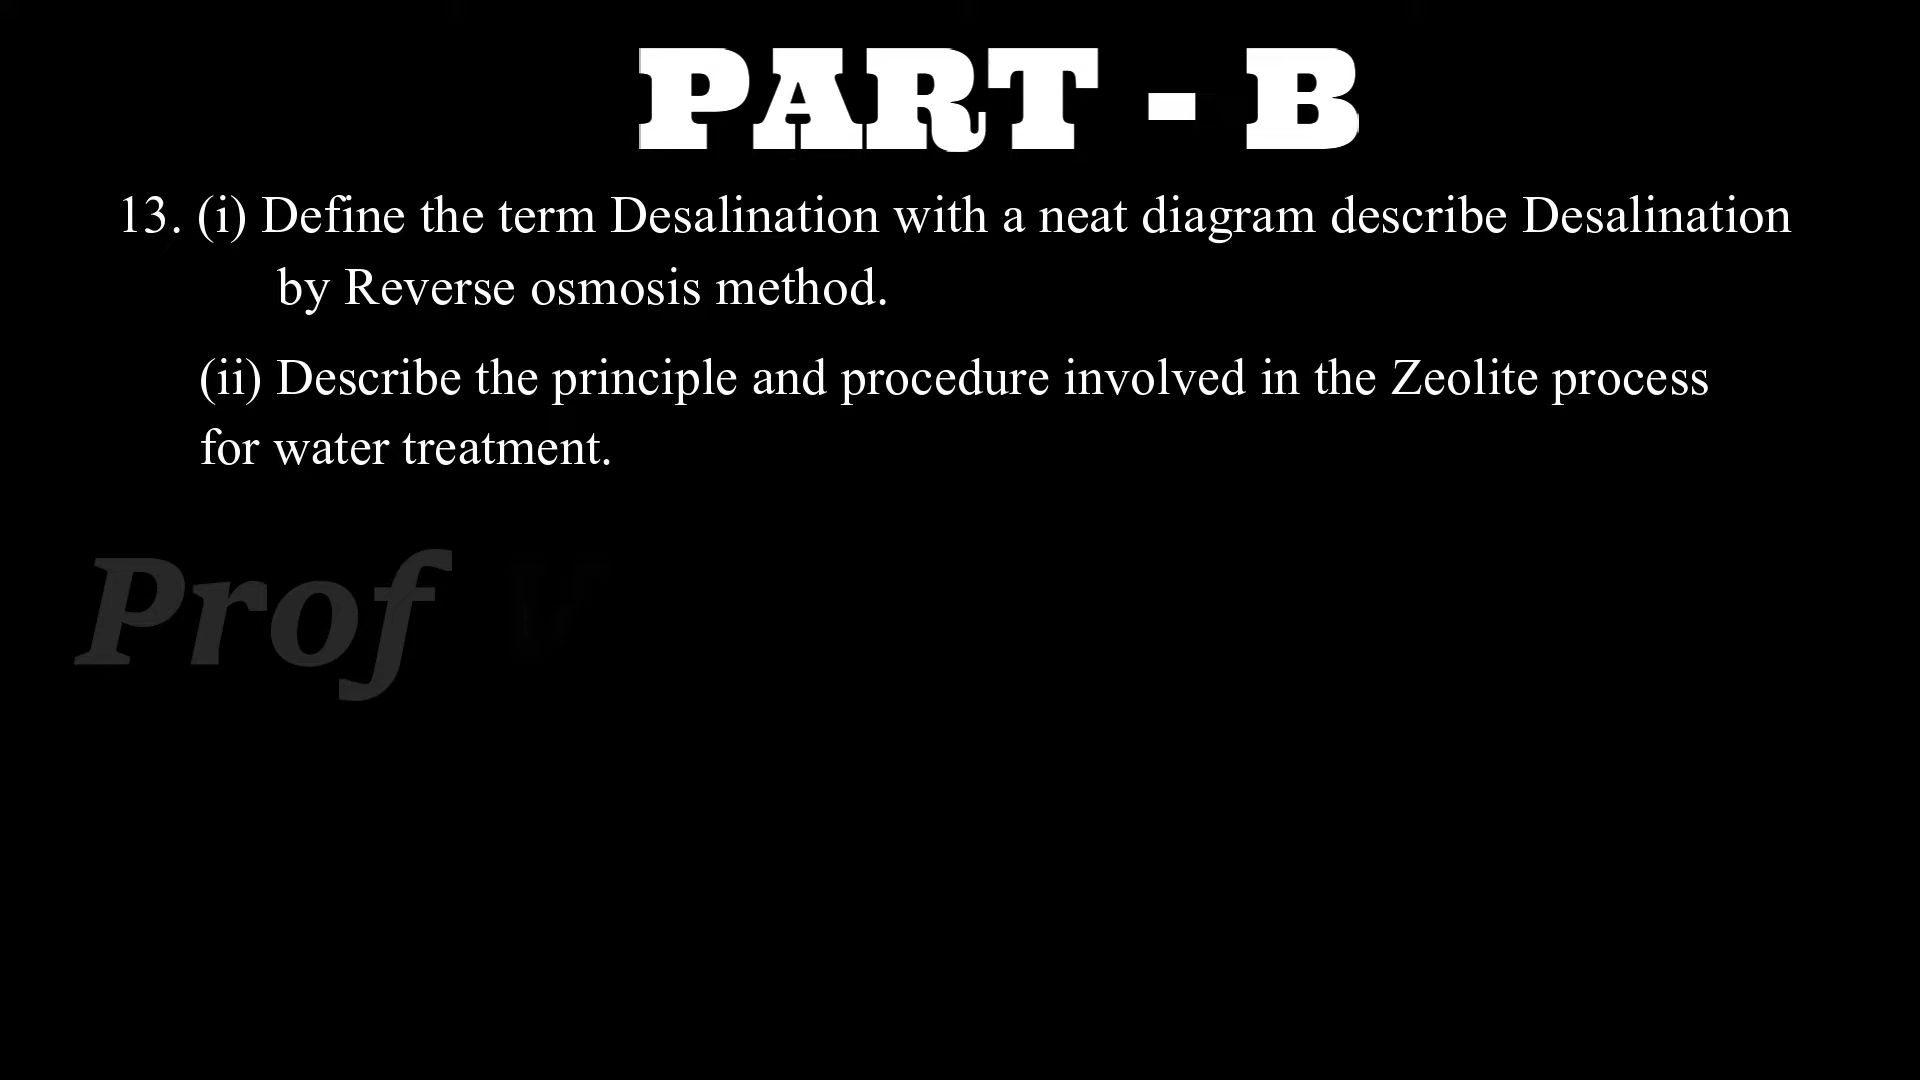 PART - B
13. (i) Define the term Desalination with a neat diagram describe Desalination
by Reverse osmosis method.
(ii) Describe the principle and procedure involved in the Zeolite process
for water treatment.
Prof